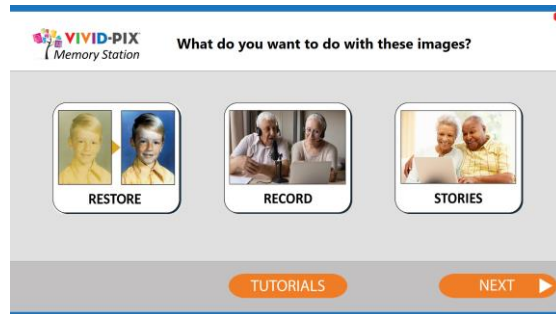 VIVID-PIX
Memory Station
What do you want to do with these images?
RESTORE
RECORD
STORIES
TUTORIALS
NEXT